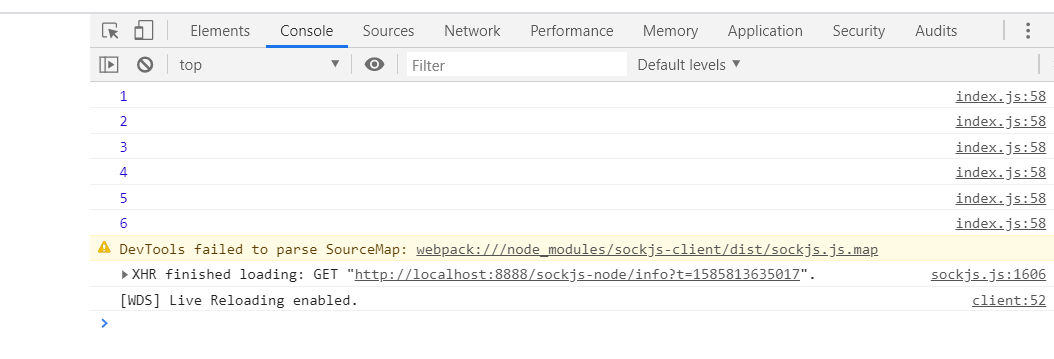 Elements Console Sources Network Performance Memory Application Security Audits
top Filter Default levels
1 index.js:58
2 index.js:58
3 index.js:58
4 index.js:58
5 index.js:58
6 index.js:58
DevTools failed to parse SourceMap: webpack:///node_modules/sockjs-client/dist/sockjs.js.map
XHR finished loading: GET "http://localhost:8888/sockjs-node/info?t=1585813635017". sockjs.js:1606
[WDS] Live Reloading enabled. client:52